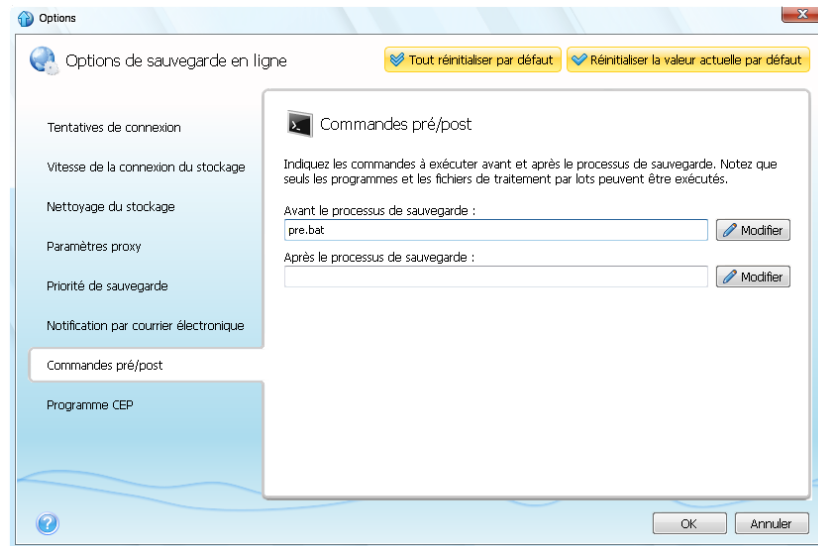 Options
Options de sauvegarde en ligne
Tout réinitialiser par défaut
Réinitialiser la valeur actuelle par défaut
Tentatives de connexion
Vitesse de la connexion du stockage
Nettoyage du stockage
Paramètres proxy
Priorité de sauvegarde
Notification par courrier électronique
Commandes pré/post
Programme CEP
Commandes pré/post
Indiquez les commandes à exécuter avant et après le processus de sauvegarde. Notez que
seuls les programmes et les fichiers de traitement par lots peuvent être exécutés.
Avant le processus de sauvegarde :
pre.bat
Modifier
Après le processus de sauvegarde :
Modifier
OK
Annuler